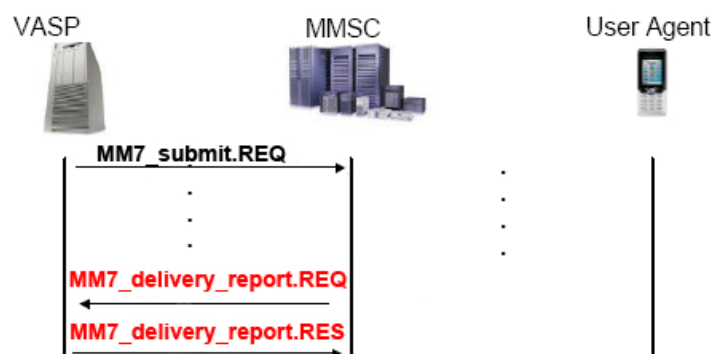 VASP
MMSC
User Agent
MM7_submit.REQ
MM7_delivery_report.REQ
MM7_delivery_report.RES